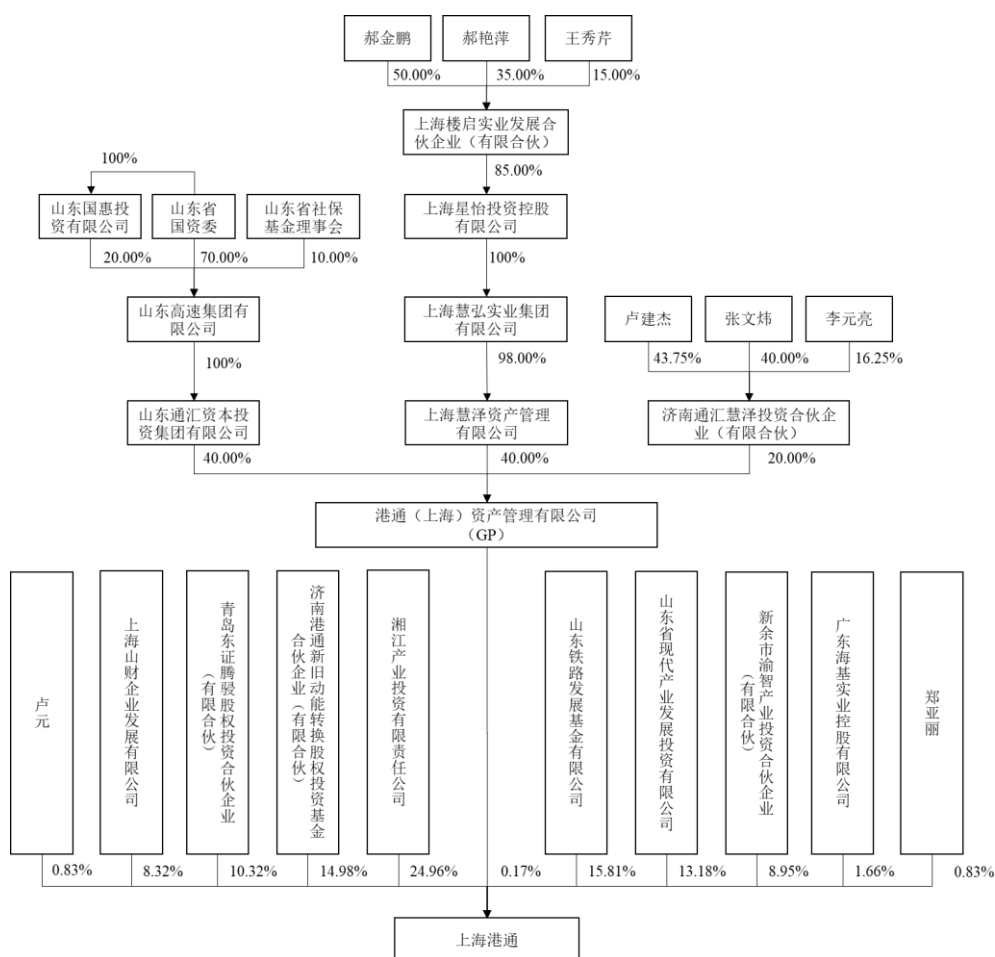 郝金鹏
郝艳萍
王秀芹
50.00%
35.00%
15.00%
上海楼启实业发展合
伙企业（有限合伙）
100%
85.00%
山东国惠投
资有限公司
山东省
国资委
山东省社保
基金理事会
上海星怡投资控股
有限公司
20.00%
70.00%
10.00%
100%
山东高速集团有
限公司
上海慧弘实业集团
有限公司
卢建杰
张文炜
李元亮
100%
98.00%
43.75%
40.00%
16.25%
山东通汇资本投
资集团有限公司
上海慧泽资产管理
有限公司
济南通汇慧泽投资合伙企
业（有限合伙）
40.00%
40.00%
20.00%
港通（上海）资产管理有限公司
（GP）
卢元
上海山财企业发展有限公司
青岛东证腾骎股权投资合伙企业
（有限合伙）
济南港通新旧动能转换股权投资基金
合伙企业（有限合伙）
湘江产业投资有限责任公司
山东铁路发展基金有限公司
山东省现代产业发展投资有限公司
新余市渝智产业投资合伙企业
（有限合伙）
广东海基实业控股有限公司
郑亚丽
0.83%
8.32%
10.32%
14.98%
24.96%
0.17%
15.81%
13.18%
8.95%
1.66%
0.83%
上海港通